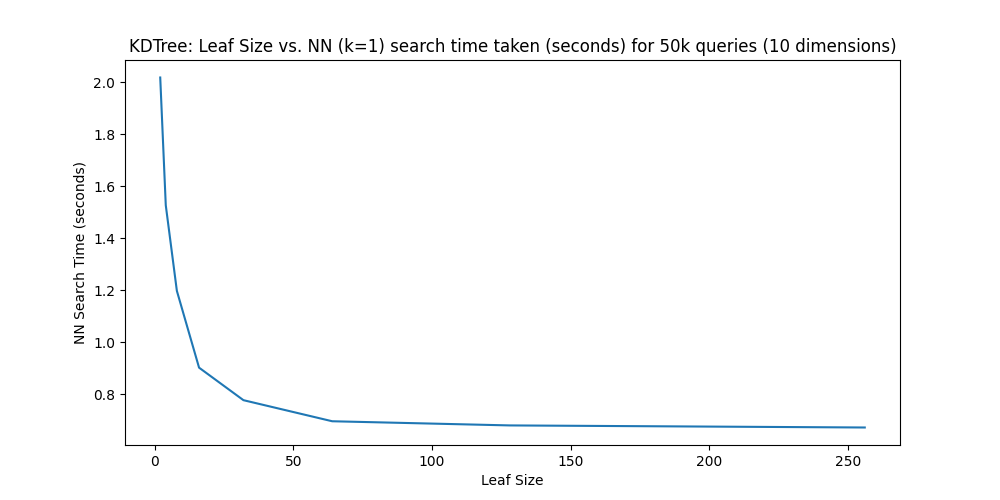 KDTree: Leaf Size vs. NN (k=1) search time taken (seconds) for 50k queries (10 dimensions)
2.0
1.8
1.6
1.4
1.2
1.0
0.8
NN Search Time (seconds)
0 50 100 150 200 250
Leaf Size